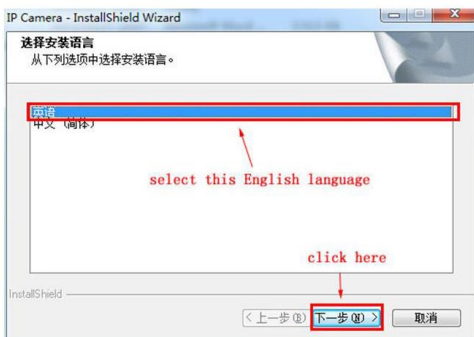 IP Camera - InstallShield Wizard
选择安装语言
从下列选项中选择安装语言。
英语
中文 (简体)
select this English language
click here
InstallShield
< 上一步(B)
下一步(N) >
取消